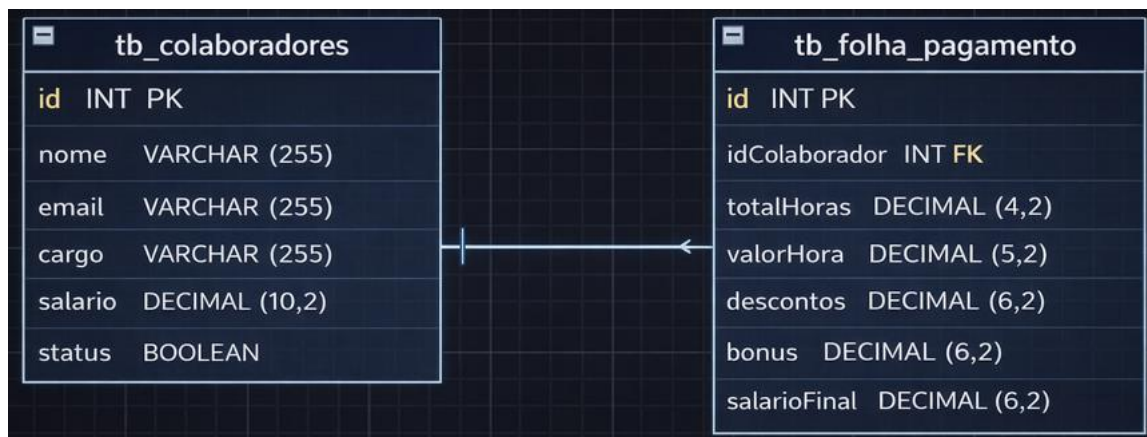 tb_colaboradores
id INT PK
nome VARCHAR (255)
email VARCHAR (255)
cargo VARCHAR (255)
salario DECIMAL (10,2)
status BOOLEAN
tb_folha_pagamento
id INT PK
idColaborador INT FK
totalHoras DECIMAL (4,2)
valorHora DECIMAL (5,2)
descontos DECIMAL (6,2)
bonus DECIMAL (6,2)
salarioFinal DECIMAL (6,2)